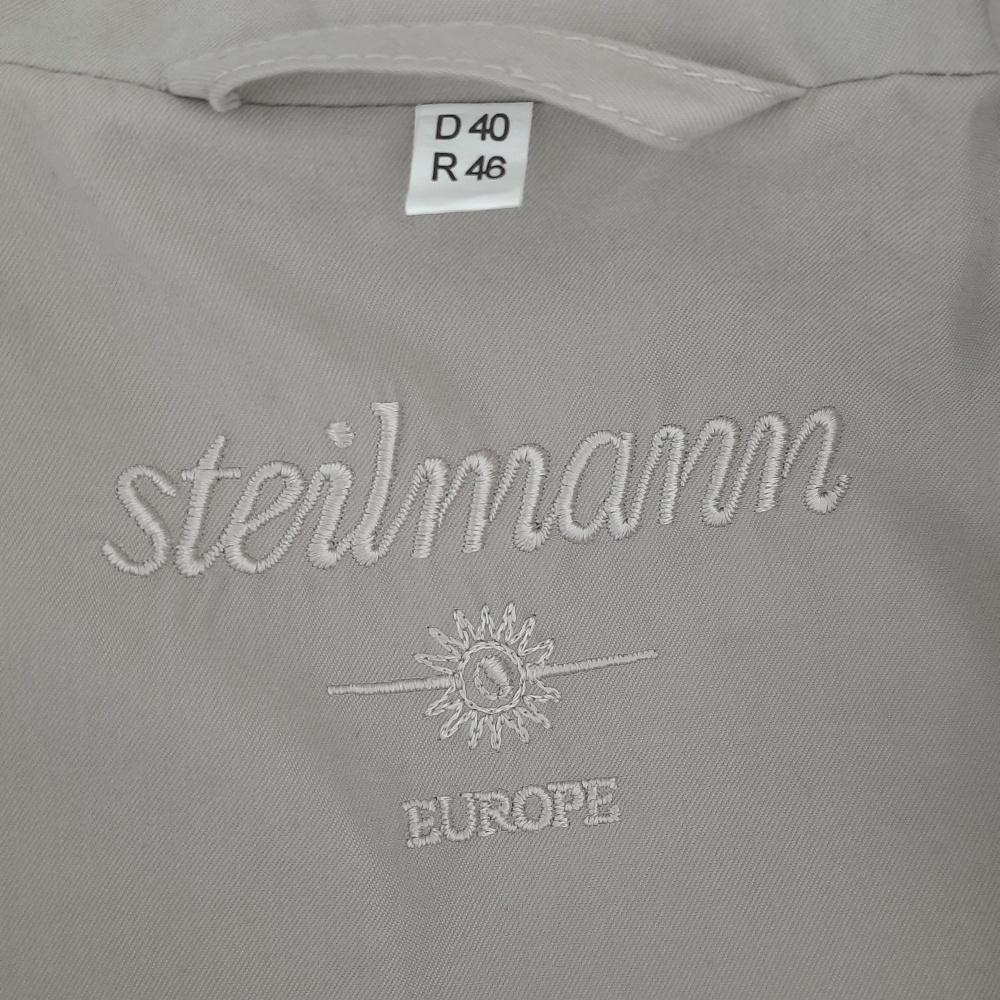 D 40
R 46
steilmann
EUROPE